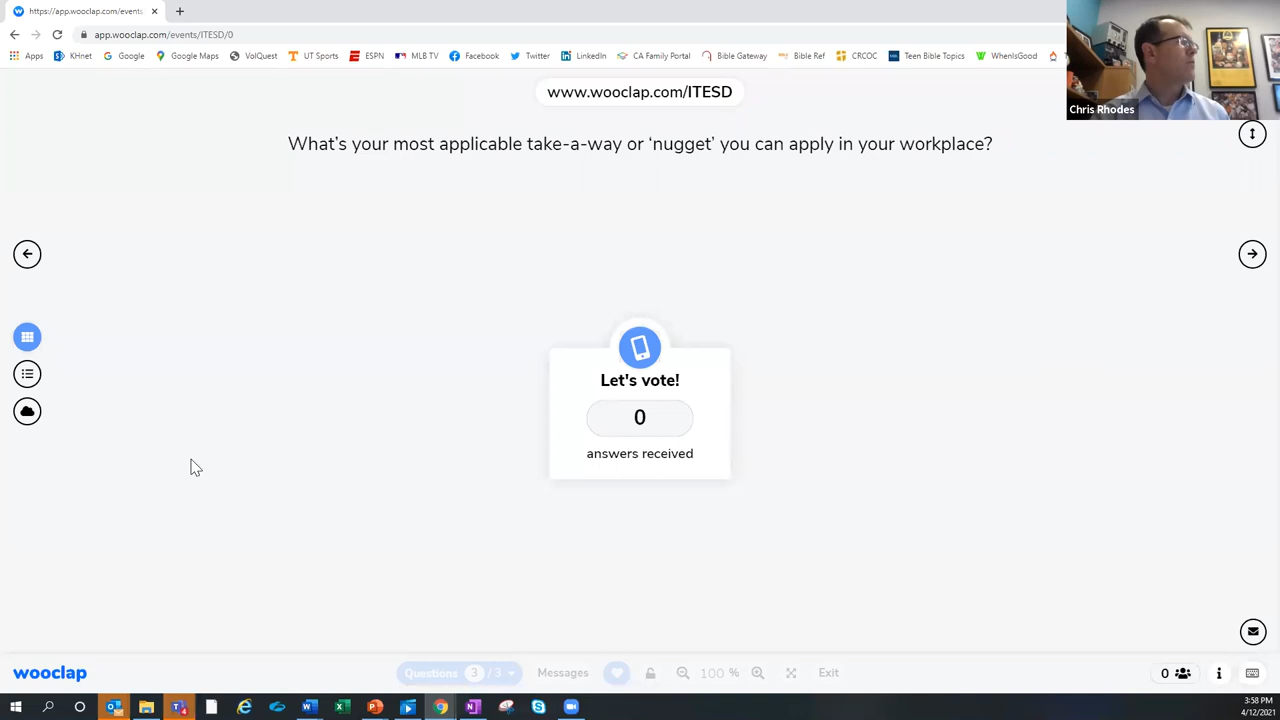 https://app.wooclap.com/events
app.wooclap.com/events/ITESD/0
Apps
KHnet
Google
Google Maps
VolQuest
UT Sports
ESPN
MLB TV
Facebook
Twitter
LinkedIn
CA Family Portal
Bible Gateway
Bible Ref
CRCOC
Teen Bible Topics
WhenIsGood
Chris Rhodes
www.wooclap.com/ITESD
What's your most applicable take-a-way or ‘nugget’ you can apply in your workplace?
Let's vote!
0
answers received
wooclap
Questions 3 / 3
Messages
100 %
Exit
0
3:58 PM
4/12/2021